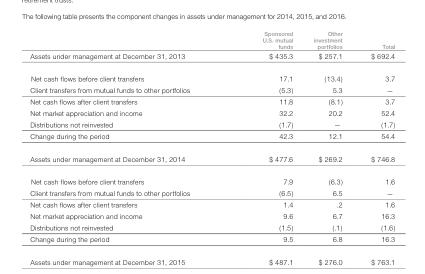 retirement trusts.
The following table presents the component changes in assets under management for 2014, 2015, and 2016.
Sponsored U.S. mutual funds Other investment portfolios Total
Assets under management at December 31, 2013 $ 435.3 $ 257.1 $ 692.4
Net cash flows before client transfers 17.1 (13.4) 3.7
Client transfers from mutual funds to other portfolios (5.3) 5.3 —
Net cash flows after client transfers 11.8 (8.1) 3.7
Net market appreciation and income 32.2 20.2 52.4
Distributions not reinvested (1.7) — (1.7)
Change during the period 42.3 12.1 54.4
Assets under management at December 31, 2014 $ 477.6 $ 269.2 $ 746.8
Net cash flows before client transfers 7.9 (6.3) 1.6
Client transfers from mutual funds to other portfolios (6.5) 6.5 —
Net cash flows after client transfers 1.4 .2 1.6
Net market appreciation and income 9.6 6.7 16.3
Distributions not reinvested (1.5) (.1) (1.6)
Change during the period 9.5 6.8 16.3
Assets under management at December 31, 2015 $ 487.1 $ 276.0 $ 763.1